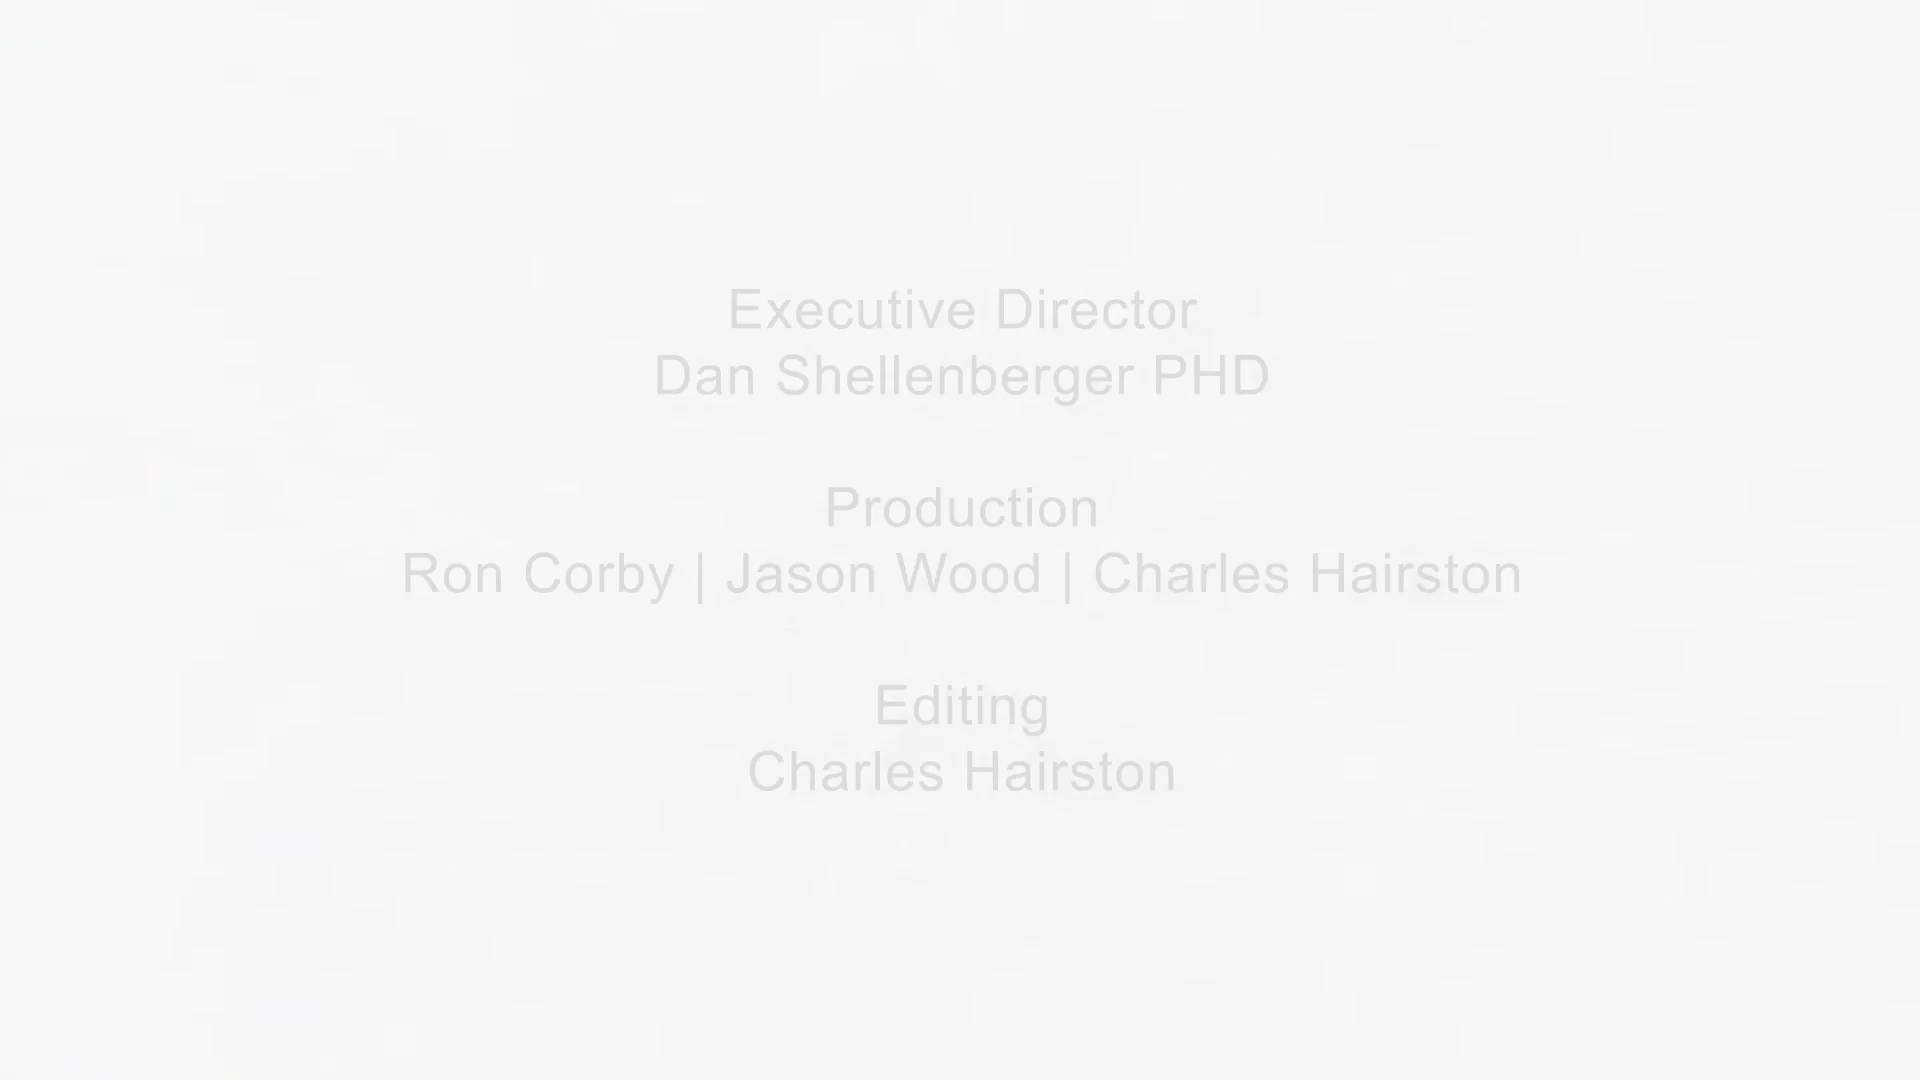 Executive Director
Dan Shellenberger PHD
Production
Ron Corby | Jason Wood | Charles Hairston
Editing
Charles Hairston